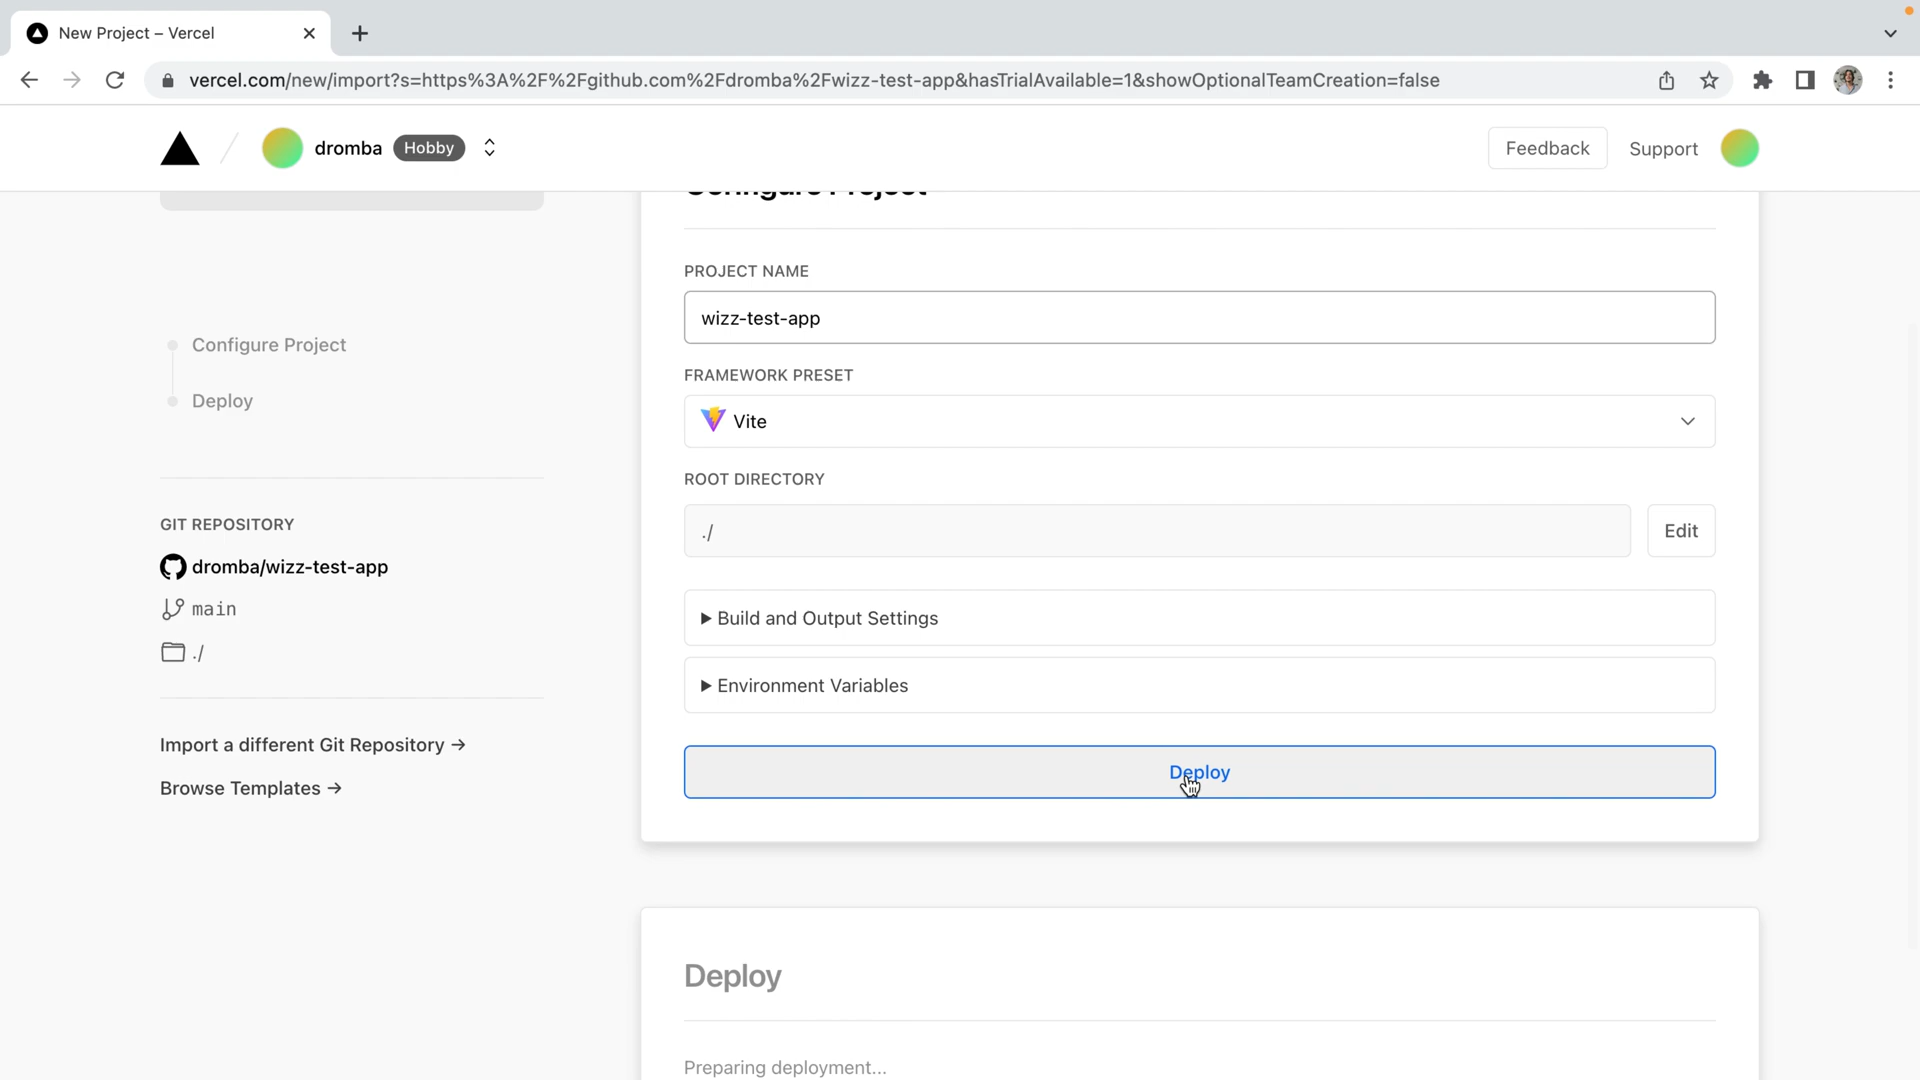 New Project – Vercel
vercel.com/new/import?s=https%3A%2F%2Fgithub.com%2Fdromba%2Fwizz-test-app&hasTrialAvailable=1&showOptionalTeamCreation=false
dromba Hobby
Feedback Support
Configure Project
PROJECT NAME
wizz-test-app
Configure Project
FRAMEWORK PRESET
Deploy
Vite
ROOT DIRECTORY
GIT REPOSITORY
./
Edit
dromba/wizz-test-app
main
Build and Output Settings
./
Environment Variables
Import a different Git Repository →
Deploy
Browse Templates →
Deploy
Preparing deployment...